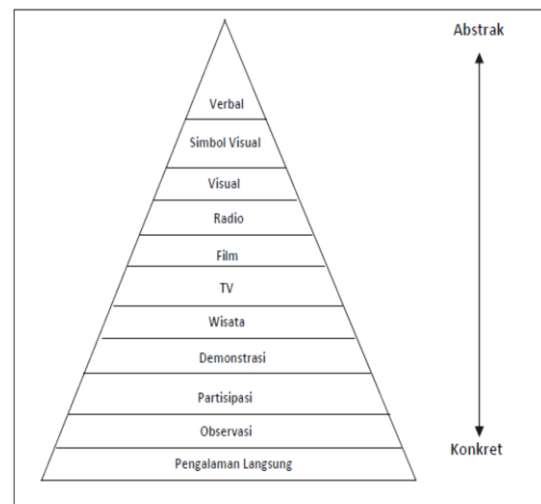 Abstrak
Verbal
Simbol Visual
Visual
Radio
Film
TV
Wisata
Demonstrasi
Partisipasi
Observasi
Konkret
Pengalaman Langsung